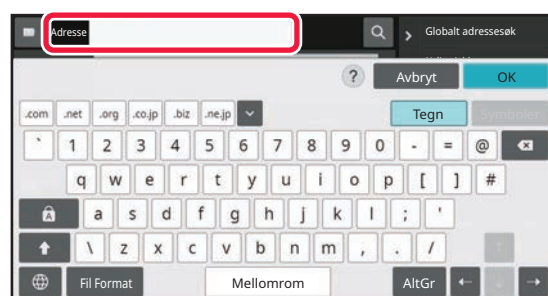 Adresse
Globalt adressesøk
? Avbryt OK
.com .net .org .co.jp .biz .ne.jp Tegn Symboler
` 1 2 3 4 5 6 7 8 9 0 - = @
q w e r t y u i o p [ ] #
A a s d f g h j k l ; '
\ z x c v b n m , . /
Fil Format Mellomrom AltGr